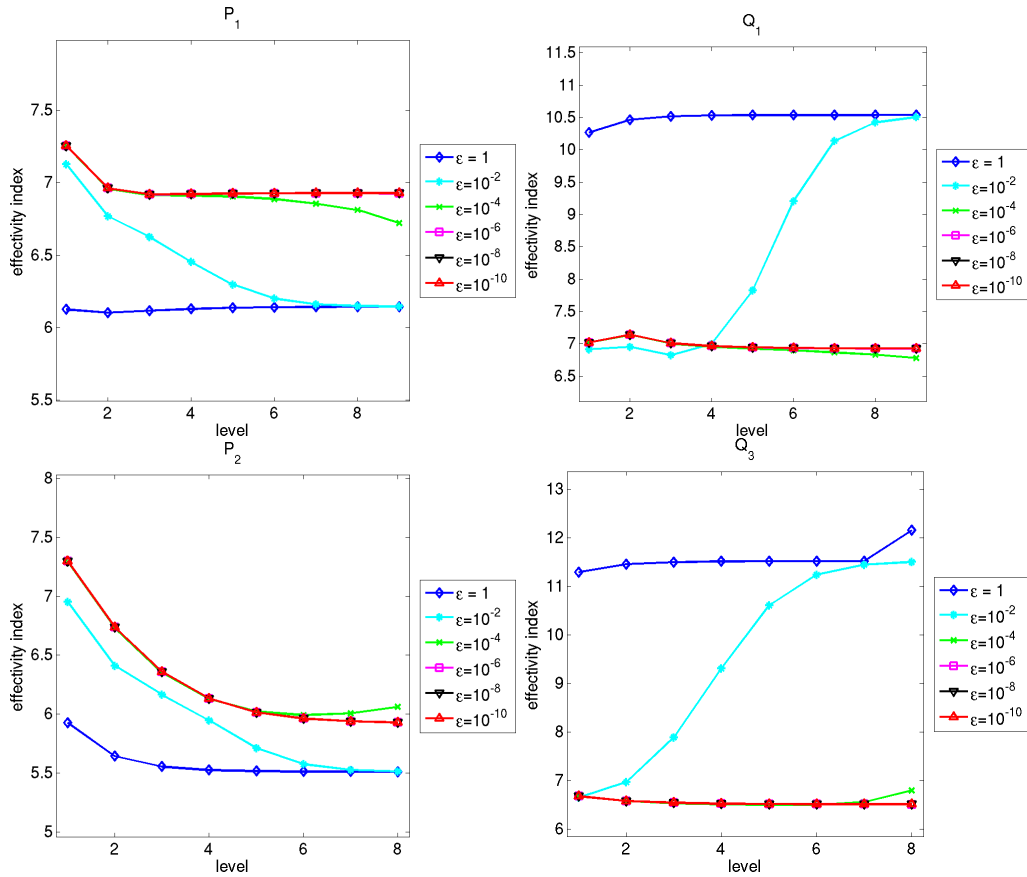 P1
7.5
7
6.5
6
5.5
2
4
6
8
effectivity index
level
ε = 1
ε=10-2
ε=10-4
ε=10-6
ε=10-8
ε=10-10
Q1
11.5
11
10.5
10
9.5
9
8.5
8
7.5
7
6.5
2
4
6
8
effectivity index
level
ε = 1
ε=10-2
ε=10-4
ε=10-6
ε=10-8
ε=10-10
P2
8
7.5
7
6.5
6
5.5
5
2
4
6
8
effectivity index
level
ε = 1
ε=10-2
ε=10-4
ε=10-6
ε=10-8
ε=10-10
Q3
13
12
11
10
9
8
7
6
2
4
6
8
effectivity index
level
ε = 1
ε=10-2
ε=10-4
ε=10-6
ε=10-8
ε=10-10